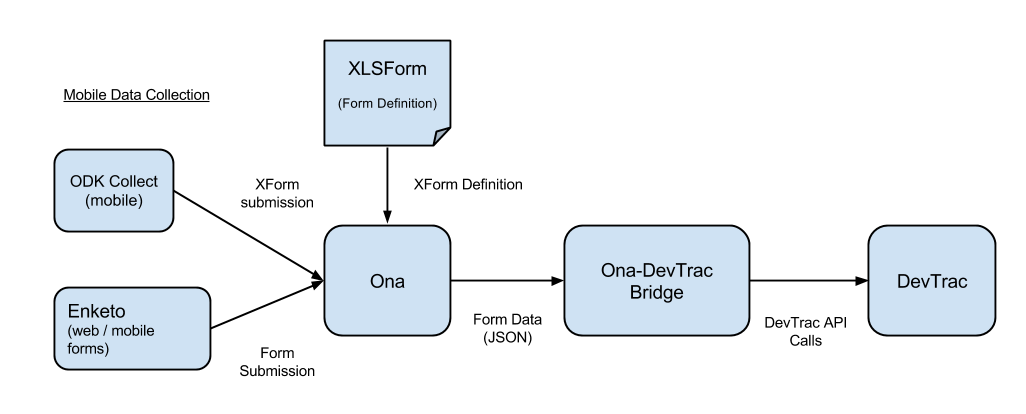 XLSForm
(Form Definition)
Mobile Data Collection
ODK Collect
(mobile)
XForm
submission
XForm Definition
Ona
Ona-DevTrac
Bridge
DevTrac
Enketo
(web / mobile
forms)
Form
Submission
Form Data
(JSON)
DevTrac API
Calls